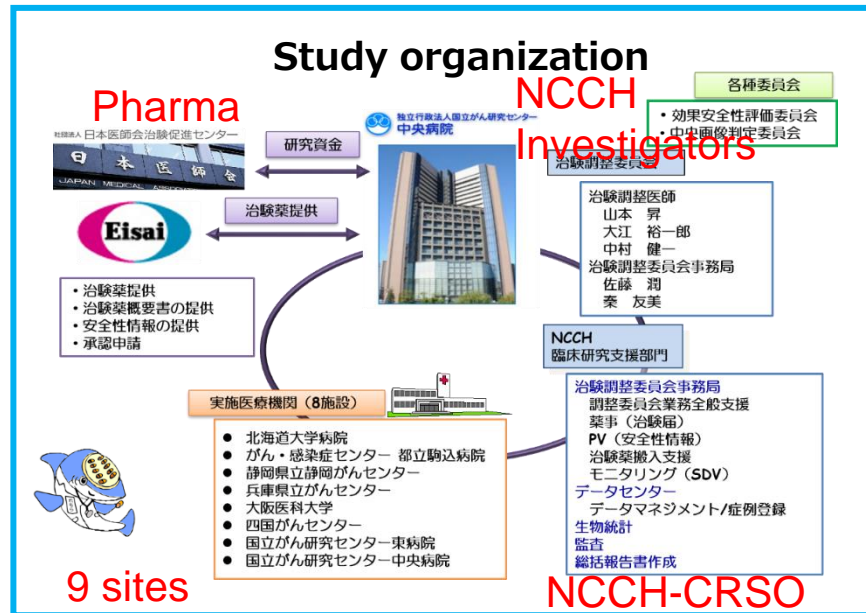 Study organization
Pharma
社団法人 日本医師会治験促進センター
日本医師会
JAPAN MEDICAL ASSOC
Eisai
研究資金
治験薬提供
独立行政法人国立がん研究センター
中央病院
NCCH
Investigators
各種委員会
・効果安全性評価委員会
・中央画像判定委員会
治験調整委員会
治験調整医師
山本 昇
大江 裕一郎
中村 健一
治験調整委員会事務局
佐藤 潤
秦 友美
・治験薬提供
・治験薬概要書の提供
・安全性情報の提供
・承認申請
NCCH
臨床研究支援部門
治験調整委員会事務局
調整委員会業務全般支援
薬事（治験届）
PV（安全性情報）
治験薬搬入支援
モニタリング（SDV）
データセンター
データマネジメント/症例登録
生物統計
監査
総括報告書作成
実施医療機関（8施設）
● 北海道大学病院
● がん・感染症センター 都立駒込病院
● 静岡県立静岡がんセンター
● 兵庫県立がんセンター
● 大阪医科大学
● 四国がんセンター
● 国立がん研究センター東病院
● 国立がん研究センター中央病院
9 sites
NCCH-CRSO